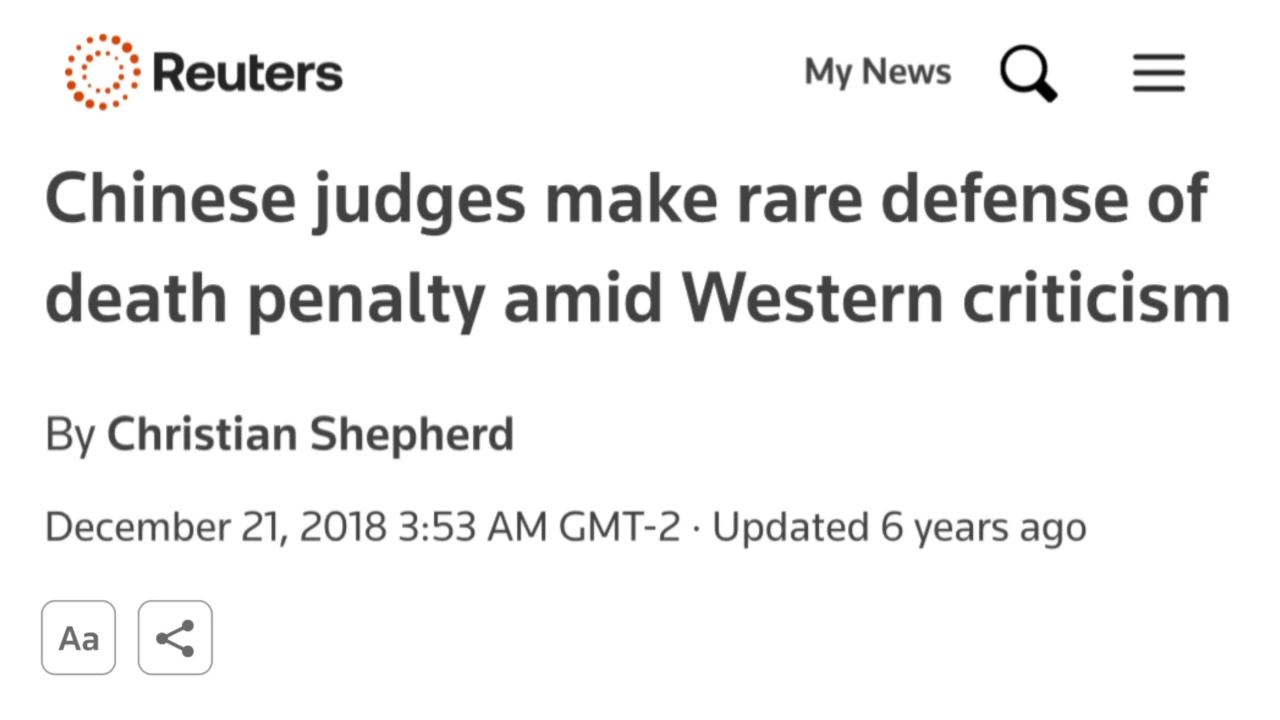 Reuters
My News
Chinese judges make rare defense of
death penalty amid Western criticism
By Christian Shepherd
December 21, 2018 3:53 AM GMT-2 · Updated 6 years ago
Aa